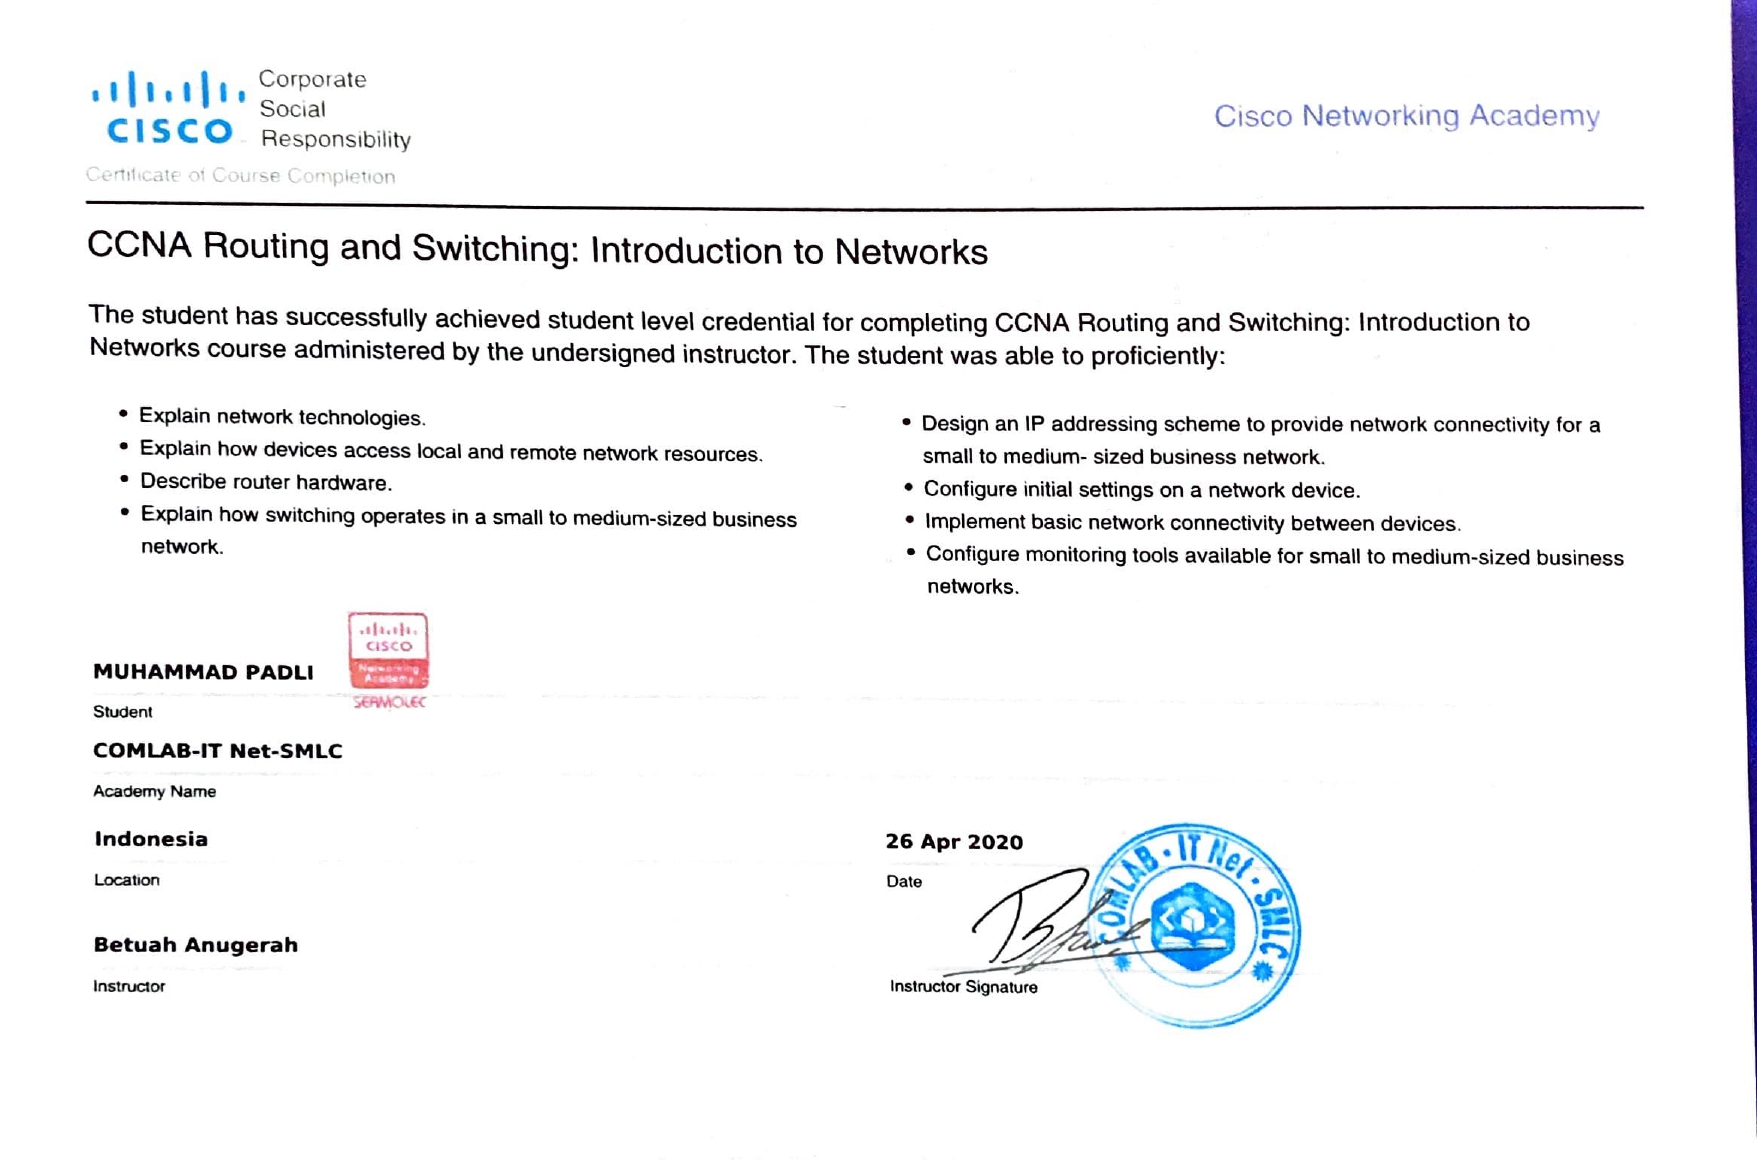 CISCO
Corporate
Social
Responsibility
Cisco Networking Academy
Certificate of Course Completion
CCNA Routing and Switching: Introduction to Networks
The student has successfully achieved student level credential for completing CCNA Routing and Switching: Introduction to
Networks course administered by the undersigned instructor. The student was able to proficiently:
• Explain network technologies.
• Explain how devices access local and remote network resources.
• Describe router hardware.
• Explain how switching operates in a small to medium-sized business
network.
• Design an IP addressing scheme to provide network connectivity for a
small to medium- sized business network.
• Configure initial settings on a network device.
• Implement basic network connectivity between devices.
• Configure monitoring tools available for small to medium-sized business
networks.
CISCO
Networking
Academy
SEAMOLEC
MUHAMMAD PADLI
Student
COMLAB-IT Net-SMLC
Academy Name
Indonesia
Location
26 Apr 2020
Date
Betuah Anugerah
Instructor
Instructor Signature
COMLAB · IT Net · SMLC